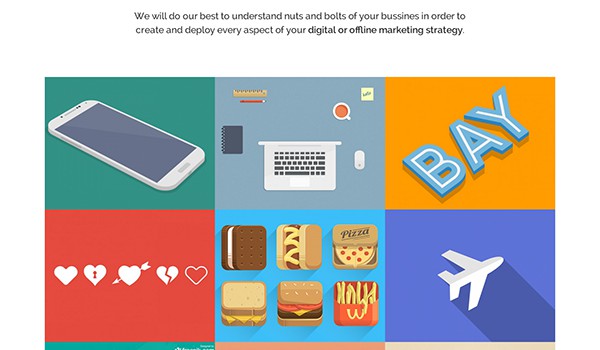 We will do our best to understand nuts and bolts of your bussines in order to
create and deploy every aspect of your digital or offline marketing strategy.
BAY
Pizza